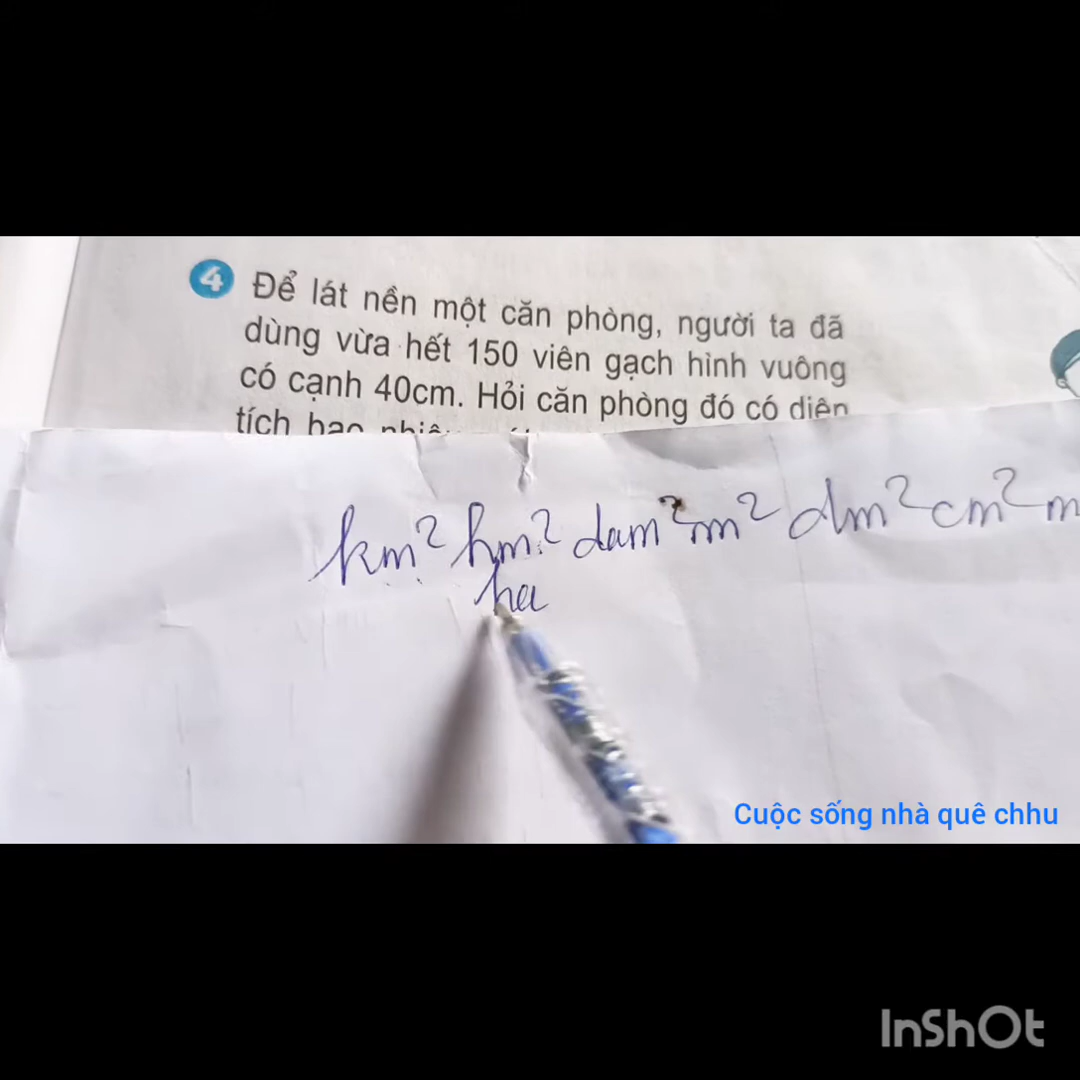 4 Để lát nền một căn phòng, người ta đã
dùng vừa hết 150 viên gạch hình vuông
có cạnh 40cm. Hỏi căn phòng đó có diện
tích bao
km² hm² dam² m² dm² cm² m
ha
Cuộc sống nhà quê chhu
InShOt